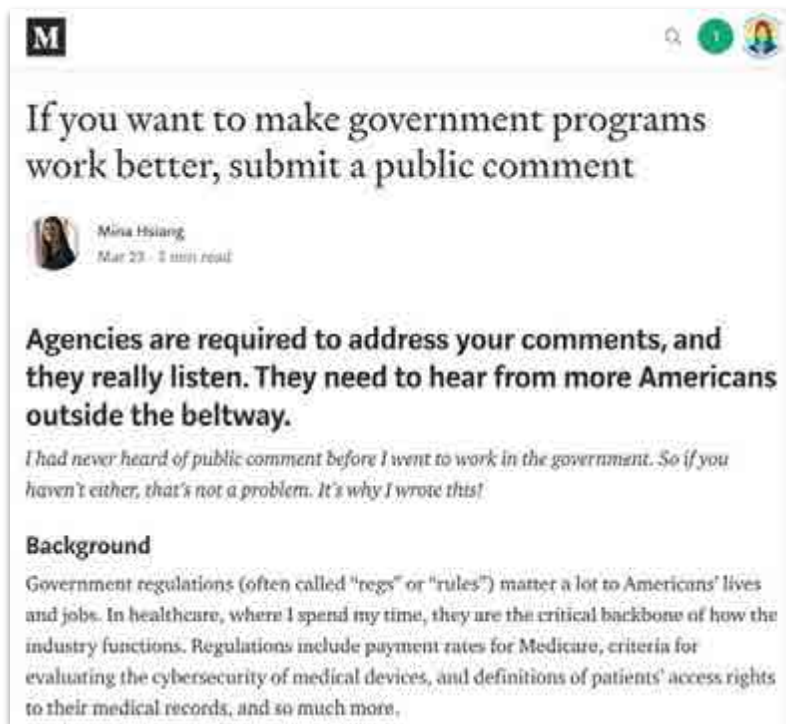 M
If you want to make government programs
work better, submit a public comment
Mina Hsiang
Mar 23 · min read
Agencies are required to address your comments, and
they really listen. They need to hear from more Americans
outside the beltway.
I had never heard of public comment before I went to work in the government. So if you
haven't either, that's not a problem. It's why I wrote this!
Background
Government regulations (often called "regs" or "rules") matter a lot to Americans' lives
and jobs. In healthcare, where I spend my time, they are the critical backbone of how the
industry functions. Regulations include payment rates for Medicare, criteria for
evaluating the cybersecurity of medical devices, and definitions of patients' access rights
to their medical records, and so much more.